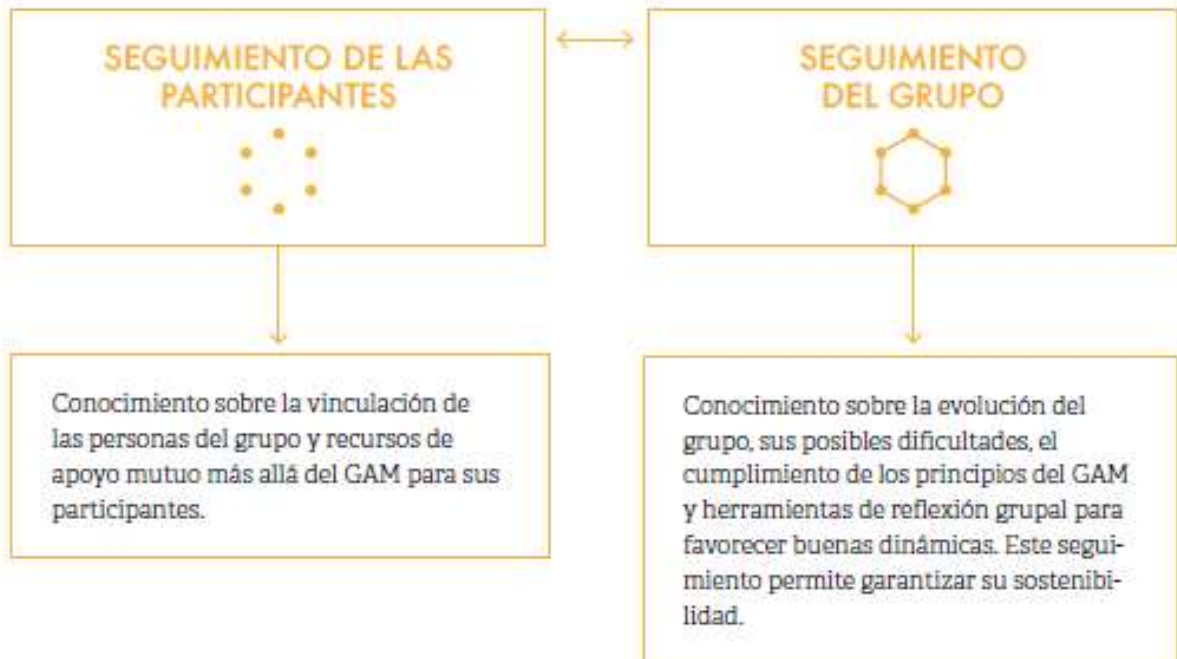 SEGUIMIENTO DE LAS
PARTICIPANTES
SEGUIMIENTO
DEL GRUPO
Conocimiento sobre la vinculación de
las personas del grupo y recursos de
apoyo mutuo más allá del GAM para sus
participantes.
Conocimiento sobre la evolución del
grupo, sus posibles dificultades, el
cumplimiento de los principios del GAM
y herramientas de reflexión grupal para
favorecer buenas dinámicas. Este segui-
miento permite garantizar su sostenibi-
lidad.